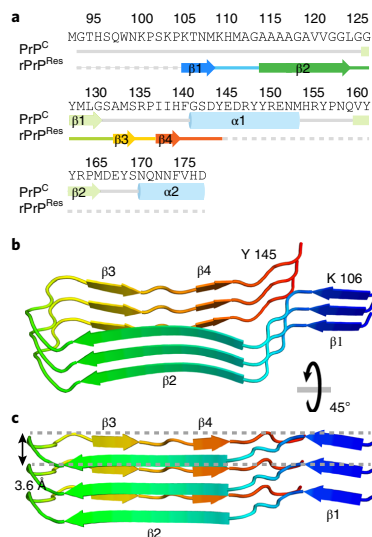 a
95 100 105 110 115 120 125
MGTHSQWNKPSKPKTNMKHMAGAAAAGAVVGGLGG
PrP^C
rPrP^Res β1 β2
130 135 140 145 150 155 160
YMLGSAMSRPIIHFGSDYEDRYYRENMHRYPNQVY
PrP^C β1 α1
rPrP^Res β3 β4
165 170 175
YRPMDEYSNQNNFVHD
PrP^C β2 α2
rPrP^Res
b
Y 145
β3 β4 K 106
β2 β1
45°
c
β3 β4
3.6 Å
β2 β1